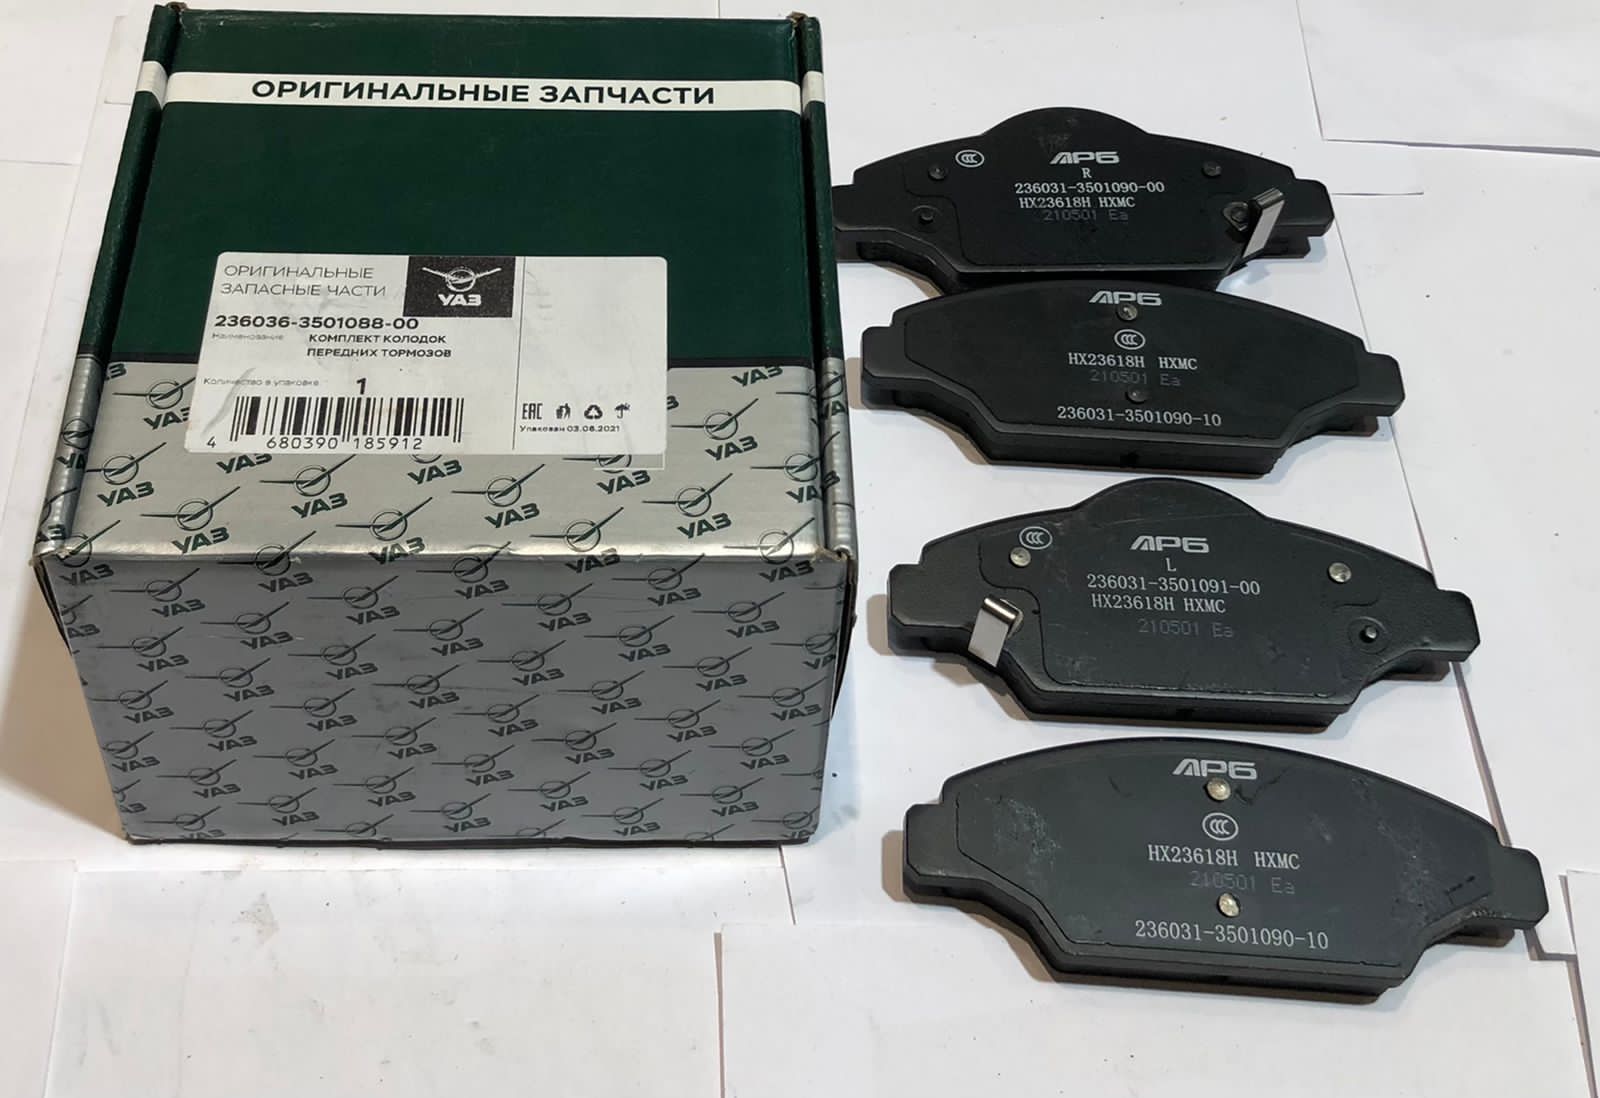 ОРИГИНАЛЬНЫЕ ЗАПЧАСТИ
ОРИГИНАЛЬНЫЕ
ЗАПАСНЫЕ ЧАСТИ
УАЗ
236036-3501088-00
Наименование КОМПЛЕКТ КОЛОДОК
ПЕРЕДНИХ ТОРМОЗОВ
Количество в упаковке 1
4 680390 185912
EAC
Упакован 03.06.2021
АРБ
R
236031-3501090-00
HX23618H HXMC
210501 Ea
АРБ
HX23618H HXMC
210501 Ea
236031-3501090-10
АРБ
L
236031-3501091-00
HX23618H HXMC
210501 Ea
АРБ
HX23618H HXMC
210501 Ea
236031-3501090-10